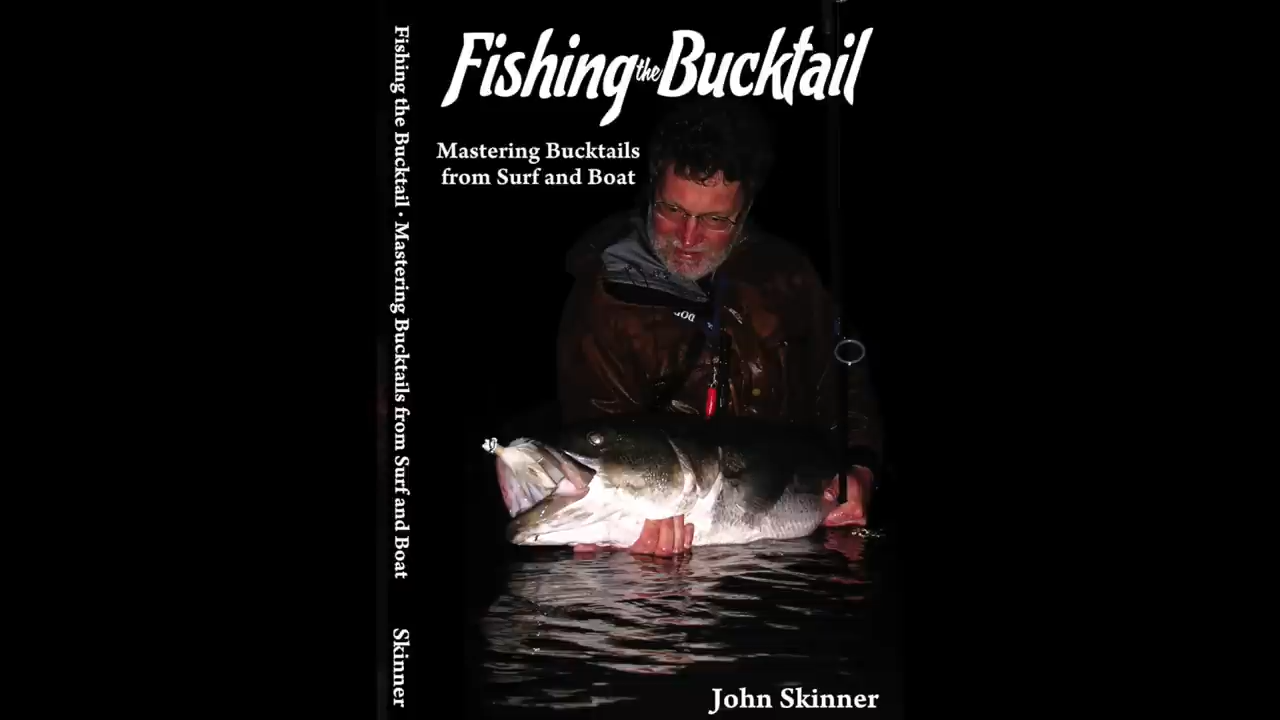 Fishing the Bucktail
Mastering Bucktails
from Surf and Boat
John Skinner
Fishing the Bucktail • Mastering Bucktails from Surf and Boat
Skinner